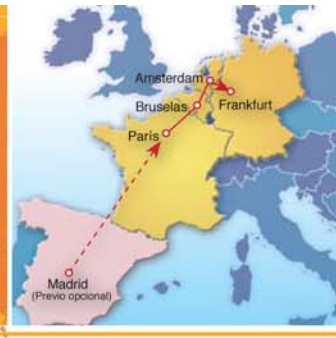 Amsterdam
Bruselas
Frankfurt
París
Madrid
(Previo opcional)